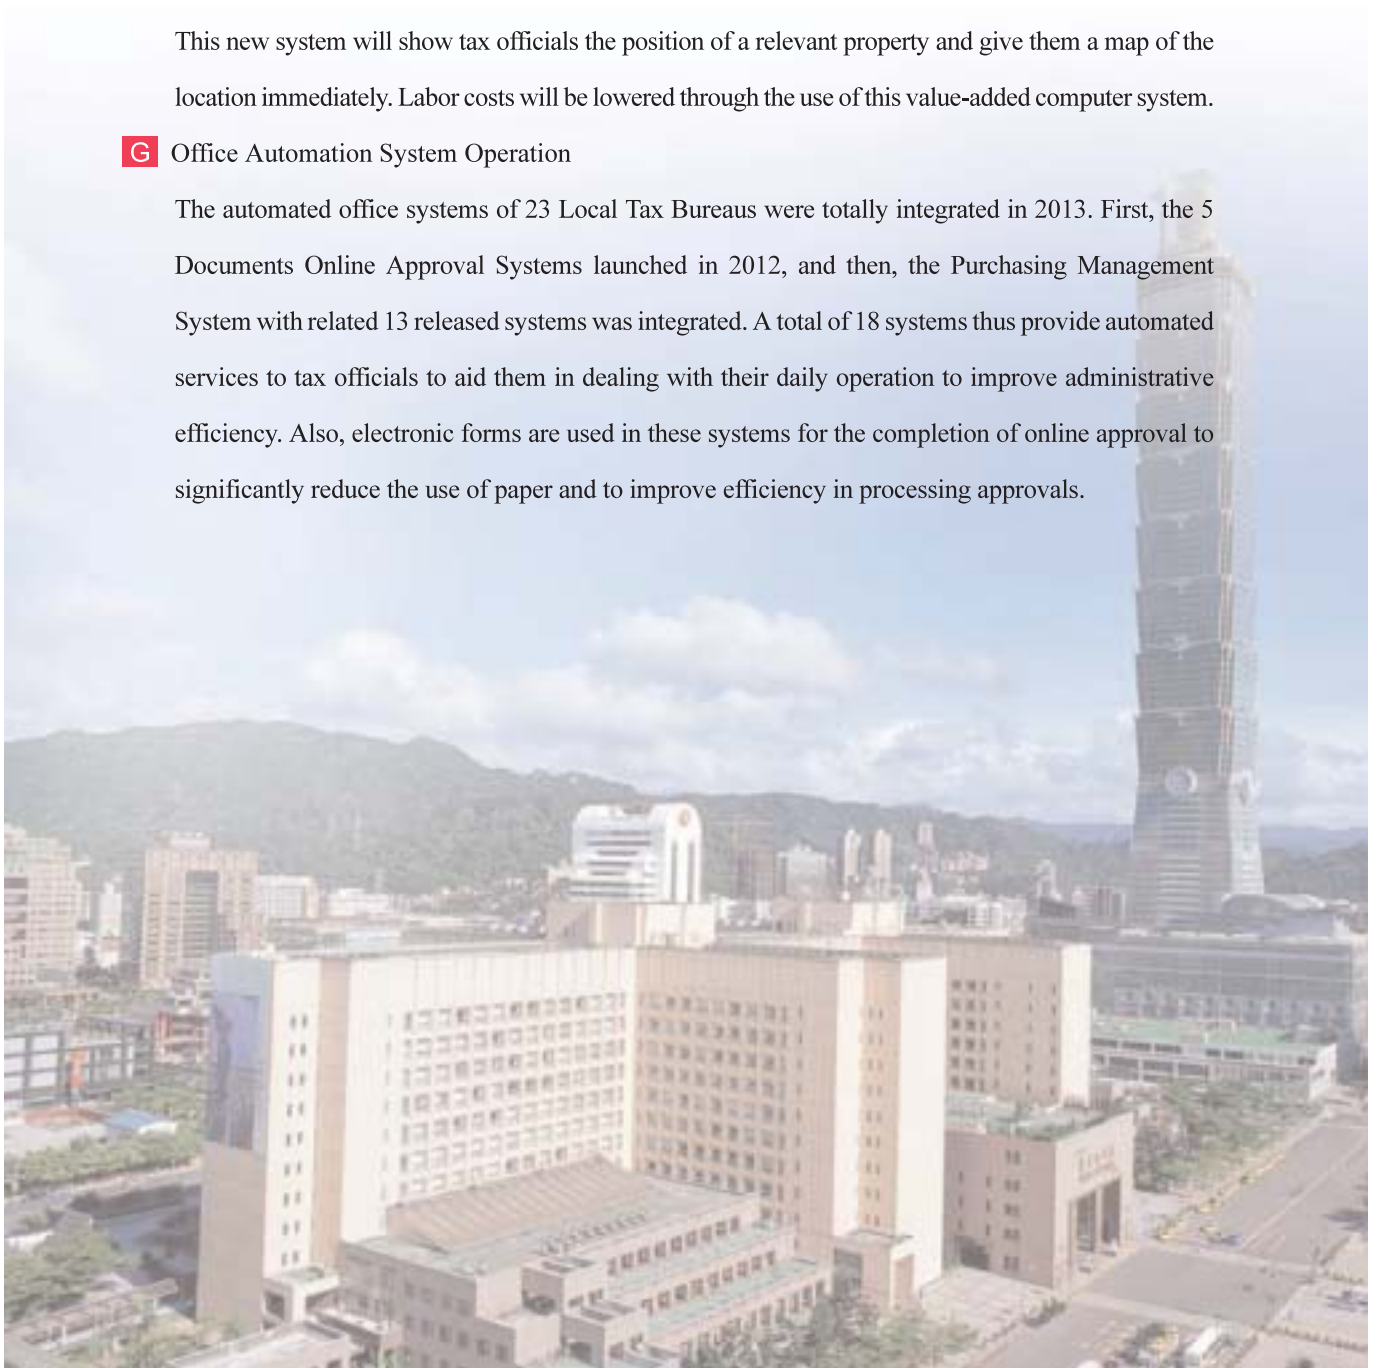 This new system will show tax officials the position of a relevant property and give them a map of the
location immediately. Labor costs will be lowered through the use of this value-added computer system.
G Office Automation System Operation
The automated office systems of 23 Local Tax Bureaus were totally integrated in 2013. First, the 5
Documents Online Approval Systems launched in 2012, and then, the Purchasing Management
System with related 13 released systems was integrated. A total of 18 systems thus provide automated
services to tax officials to aid them in dealing with their daily operation to improve administrative
efficiency. Also, electronic forms are used in these systems for the completion of online approval to
significantly reduce the use of paper and to improve efficiency in processing approvals.